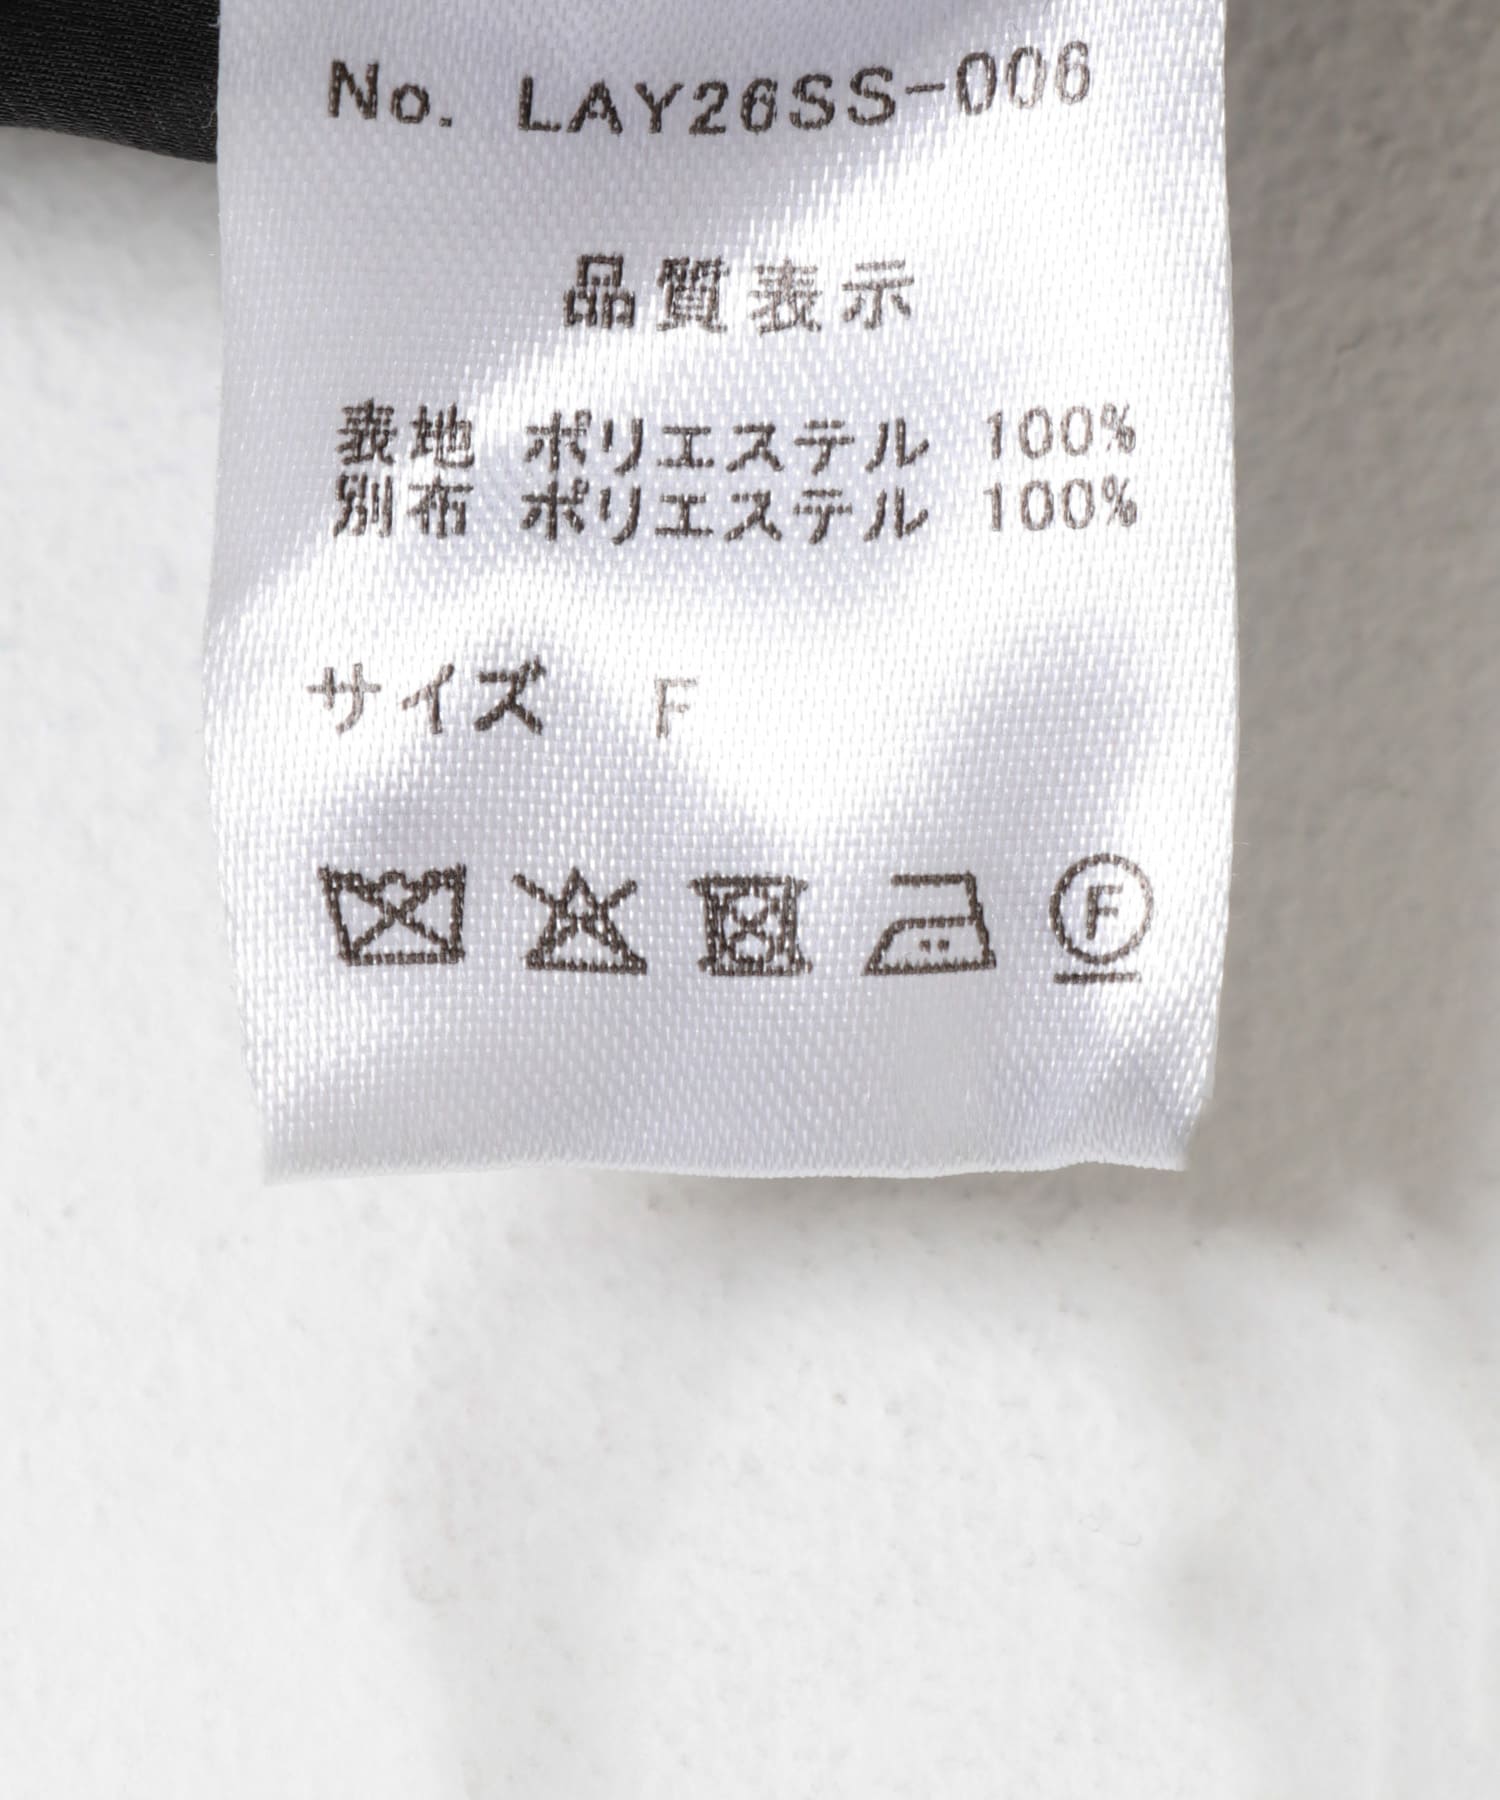 No. LAY26SS-006
品質表示
表地 ポリエステル 100%
別布 ポリエステル 100%
サイズ F
F